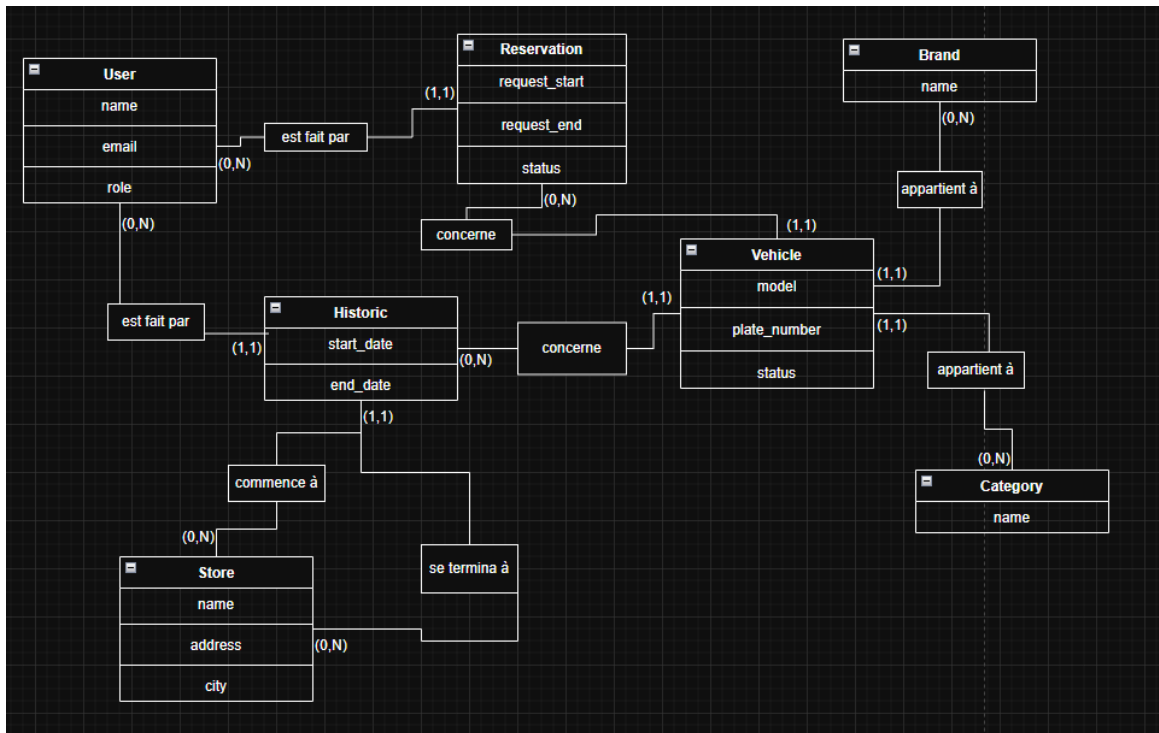 User
name
email
role
(0,N)
(0,N)
est fait par
(1,1)
Reservation
request_start
request_end
status
(0,N)
concerne
(1,1)
Brand
name
(0,N)
appartient à
(1,1)
Vehicle
model
plate_number
status
(1,1)
(1,1)
appartient à
(0,N)
Category
name
est fait par
(1,1)
Historic
start_date
end_date
(0,N)
concerne
(1,1)
commence à
(0,N)
se termina à
(0,N)
Store
name
address
city